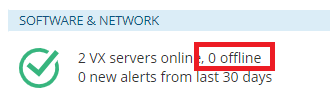 SOFTWARE & NETWORK
2 VX servers online, 0 offline
0 new alerts from last 30 days